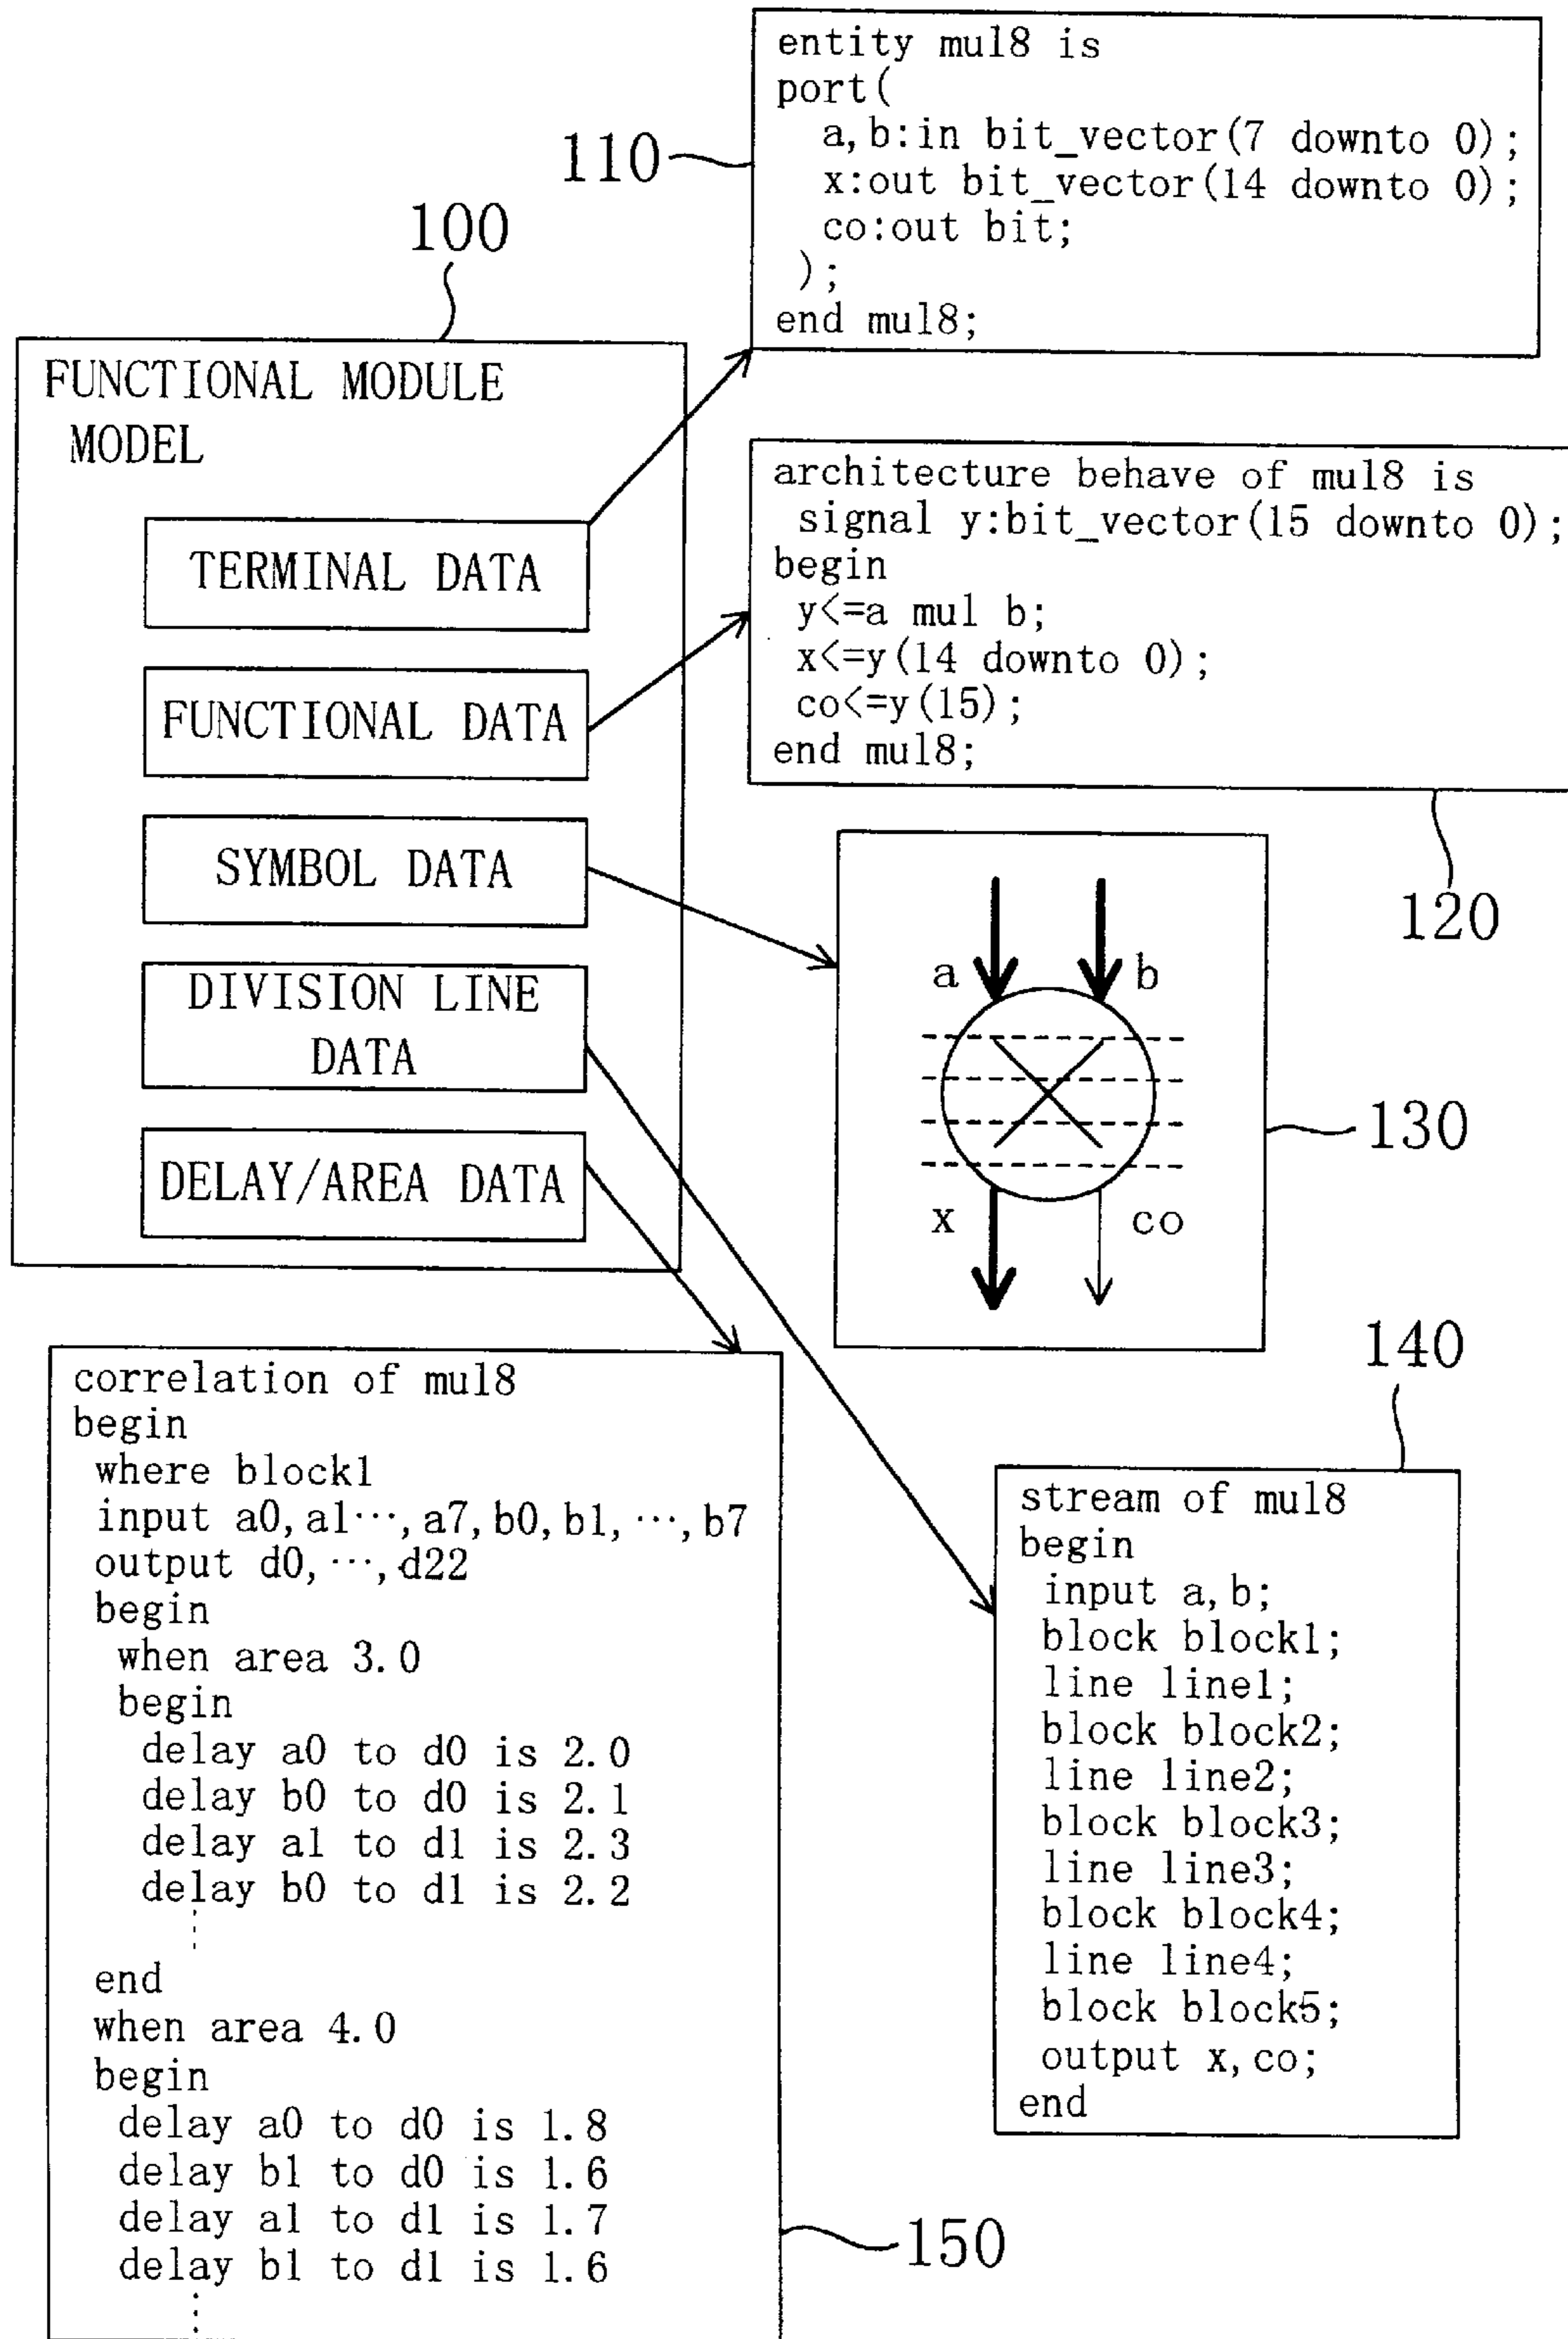 entity mul8 is
port(
a,b:in bit_vector(7 downto 0);
x:out bit_vector(14 downto 0);
co:out bit;
);
end mul8;
110
100
FUNCTIONAL MODULE
MODEL
TERMINAL DATA
FUNCTIONAL DATA
SYMBOL DATA
DIVISION LINE
DATA
DELAY/AREA DATA
architecture behave of mul8 is
signal y:bit_vector(15 downto 0);
begin
y<=a mul b;
x<=y(14 downto 0);
co<=y(15);
end mul8;
120
a
b
x
co
130
140
stream of mul8
begin
input a,b;
block block1;
line line1;
block block2;
line line2;
block block3;
line line3;
block block4;
line line4;
block block5;
output x,co;
end
correlation of mul8
begin
where block1
input a0,a1…,a7,b0,b1,…,b7
output d0,…,d22
begin
when area 3.0
begin
delay a0 to d0 is 2.0
delay b0 to d0 is 2.1
delay a1 to d1 is 2.3
delay b0 to d1 is 2.2
⋮
end
when area 4.0
begin
delay a0 to d0 is 1.8
delay b1 to d0 is 1.6
delay a1 to d1 is 1.7
delay b1 to d1 is 1.6
⋮
150